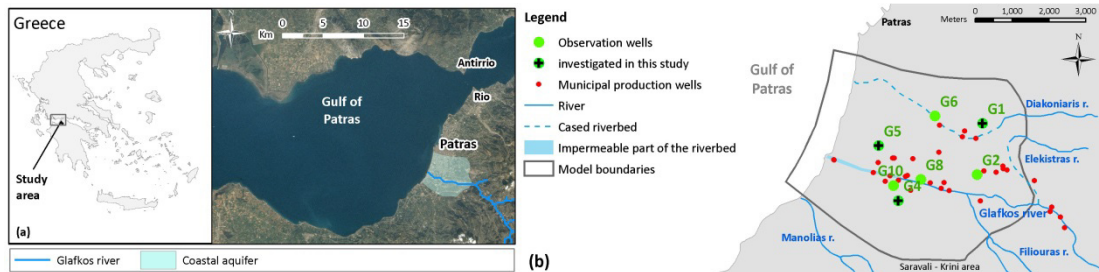 Greece
Study
area
(a)
Km
0
5
10
15
Antirrio
Rio
Gulf of
Patras
Patras
Glafkos river
Coastal aquifer
Legend
Observation wells
investigated in this study
Municipal production wells
River
Cased riverbed
Impermeable part of the riverbed
Model boundaries
(b)
Patras
Meters
0
1,000
2,000
3,000
Gulf of
Patras
G6
G1
Diakoniaris r.
G5
Elekistras r.
G10
G8
G2
G4
Glafkos river
Manolias r.
Filiouras r.
Saravali - Krini area